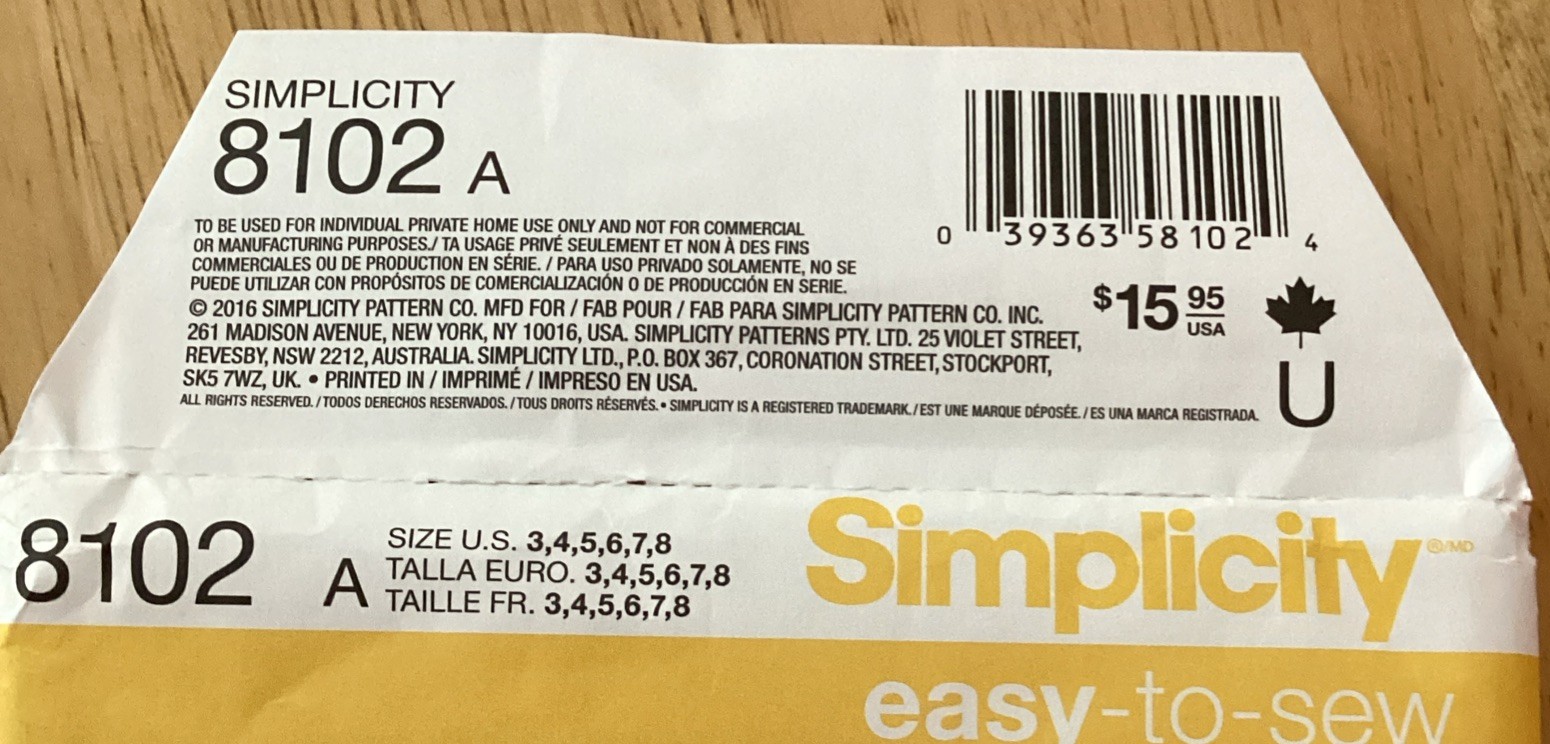 SIMPLICITY
8102 A
TO BE USED FOR INDIVIDUAL PRIVATE HOME USE ONLY AND NOT FOR COMMERCIAL
OR MANUFACTURING PURPOSES./ TA USAGE PRIVÉ SEULEMENT ET NON À DES FINS
COMMERCIALES OU DE PRODUCTION EN SÉRIE. / PARA USO PRIVADO SOLAMENTE, NO SE
PUEDE UTILIZAR CON PROPÓSITOS DE COMERCIALIZACIÓN O DE PRODUCCIÓN EN SERIE.
© 2016 SIMPLICITY PATTERN CO. MFD FOR / FAB POUR / FAB PARA SIMPLICITY PATTERN CO. INC.
261 MADISON AVENUE, NEW YORK, NY 10016, USA. SIMPLICITY PATTERNS PTY. LTD. 25 VIOLET STREET,
REVESBY, NSW 2212, AUSTRALIA. SIMPLICITY LTD., P.O. BOX 367, CORONATION STREET, STOCKPORT,
SK5 7WZ, UK. • PRINTED IN / IMPRIMÉ / IMPRESO EN USA.
ALL RIGHTS RESERVED. / TODOS DERECHOS RESERVADOS. / TOUS DROITS RÉSERVÉS. • SIMPLICITY IS A REGISTERED TRADEMARK. / EST UNE MARQUE DÉPOSÉE. / ES UNA MARCA REGISTRADA.
0 39363 58102 4
$15 95
USA
U
8102 A
SIZE U.S. 3,4,5,6,7,8
TALLA EURO. 3,4,5,6,7,8
TAILLE FR. 3,4,5,6,7,8
Simplicity ®/MD
easy-to-sew